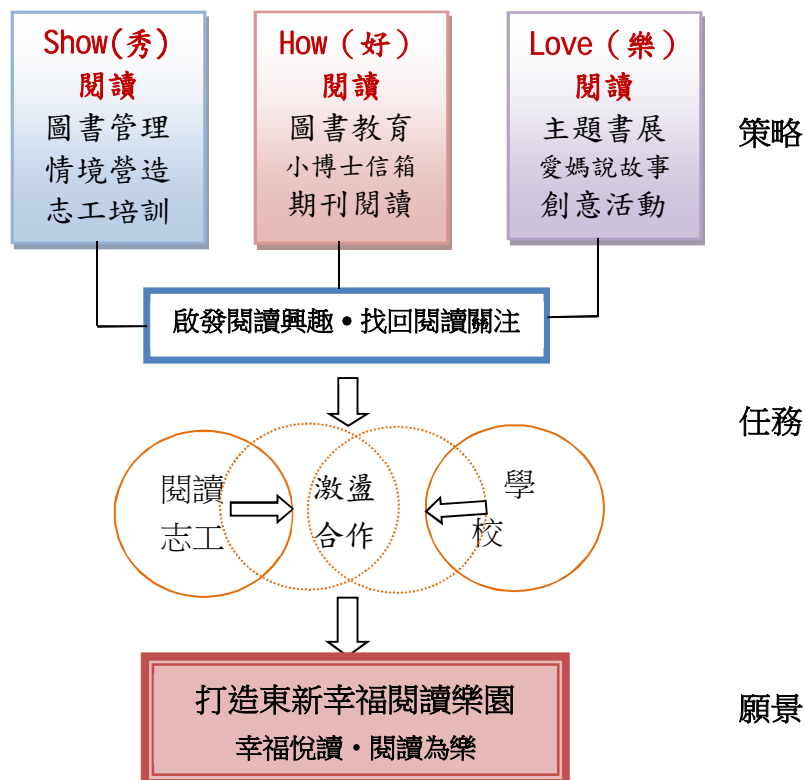 Show(秀)
閱讀
圖書管理
情境營造
志工培訓
How（好）
閱讀
圖書教育
小博士信箱
期刊閱讀
Love（樂）
閱讀
主題書展
愛媽說故事
創意活動
策略
啟發閱讀興趣•找回閱讀關注
任務
閱讀
志工
激盪
合作
學
校
打造東新幸福閱讀樂園
幸福悅讀•閱讀為樂
願景